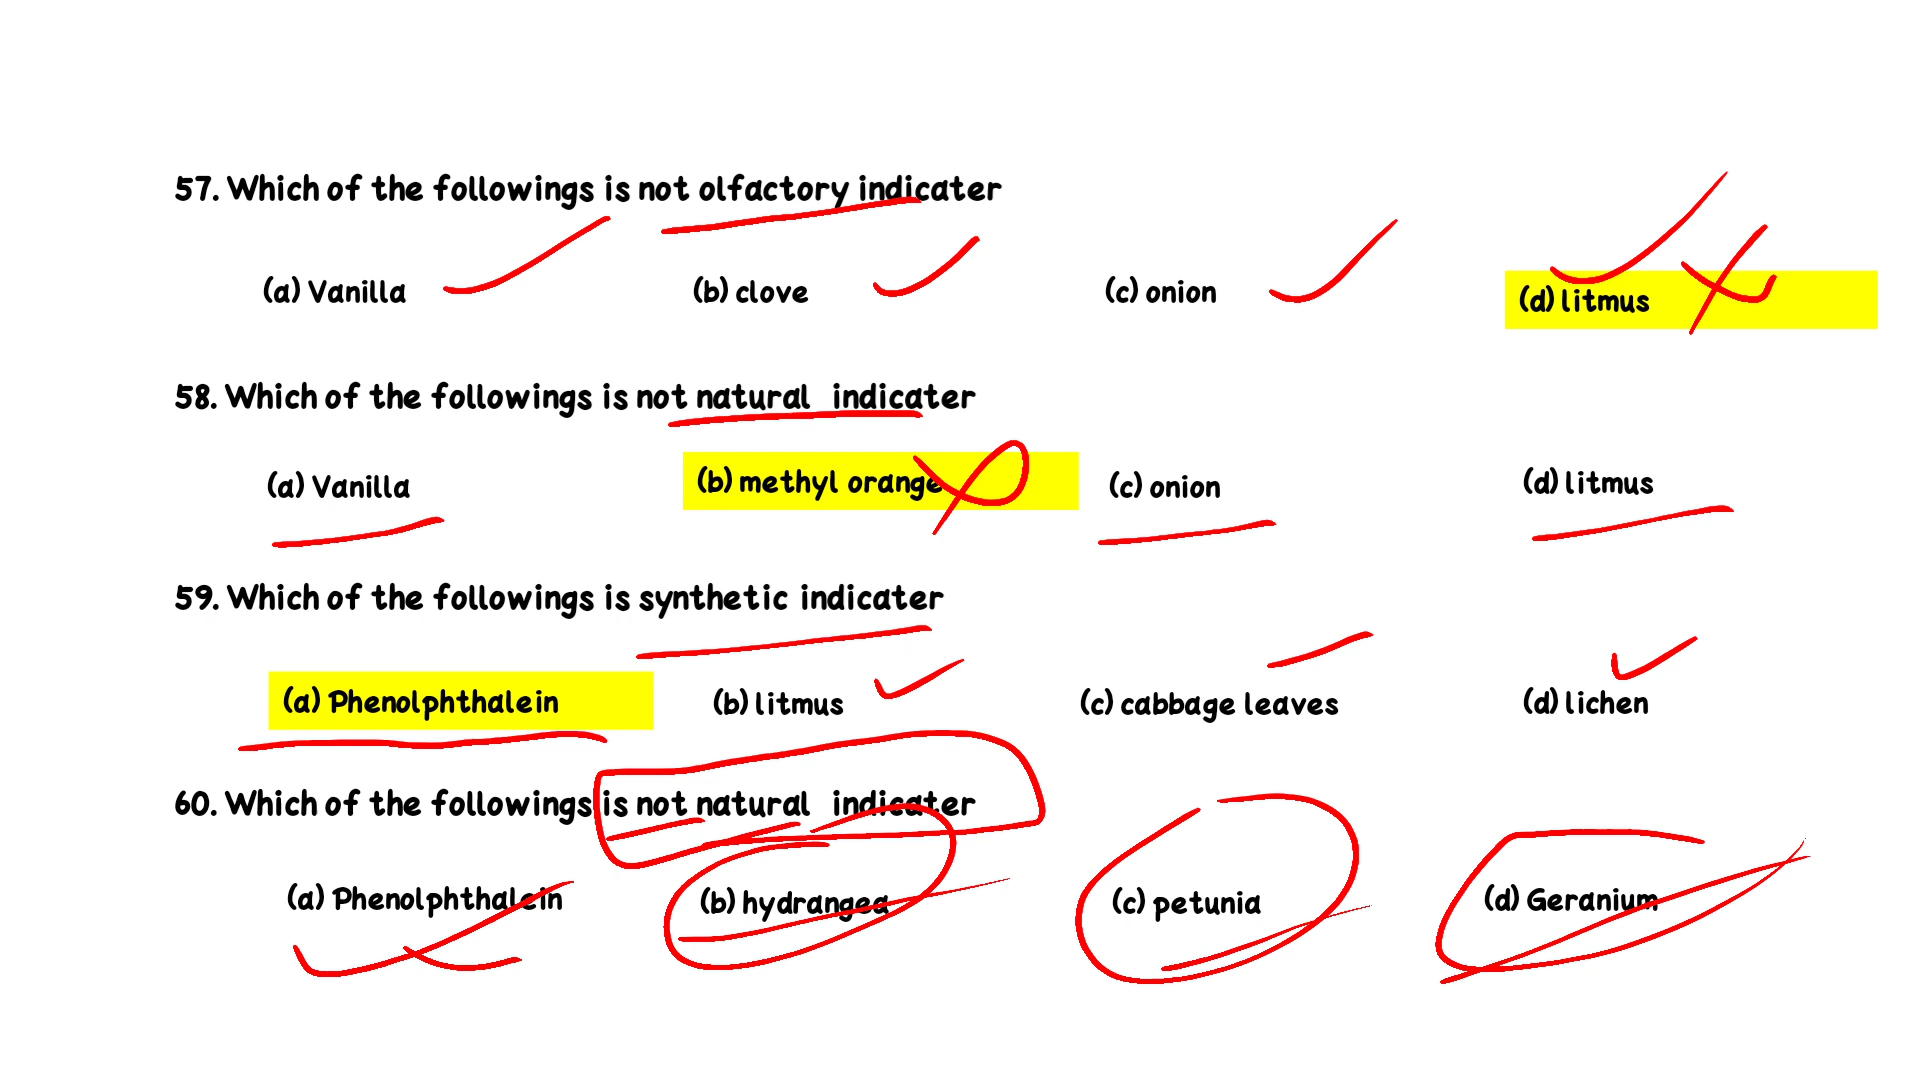 57. Which of the followings is not olfactory indicater
(a) Vanilla (b) clove (c) onion (d) litmus
58. Which of the followings is not natural indicater
(a) Vanilla (b) methyl orange (c) onion (d) litmus
59. Which of the followings is synthetic indicater
(a) Phenolphthalein (b) litmus (c) cabbage leaves (d) lichen
60. Which of the followings is not natural indicater
(a) Phenolphthalein (b) hydrangea (c) petunia (d) Geranium